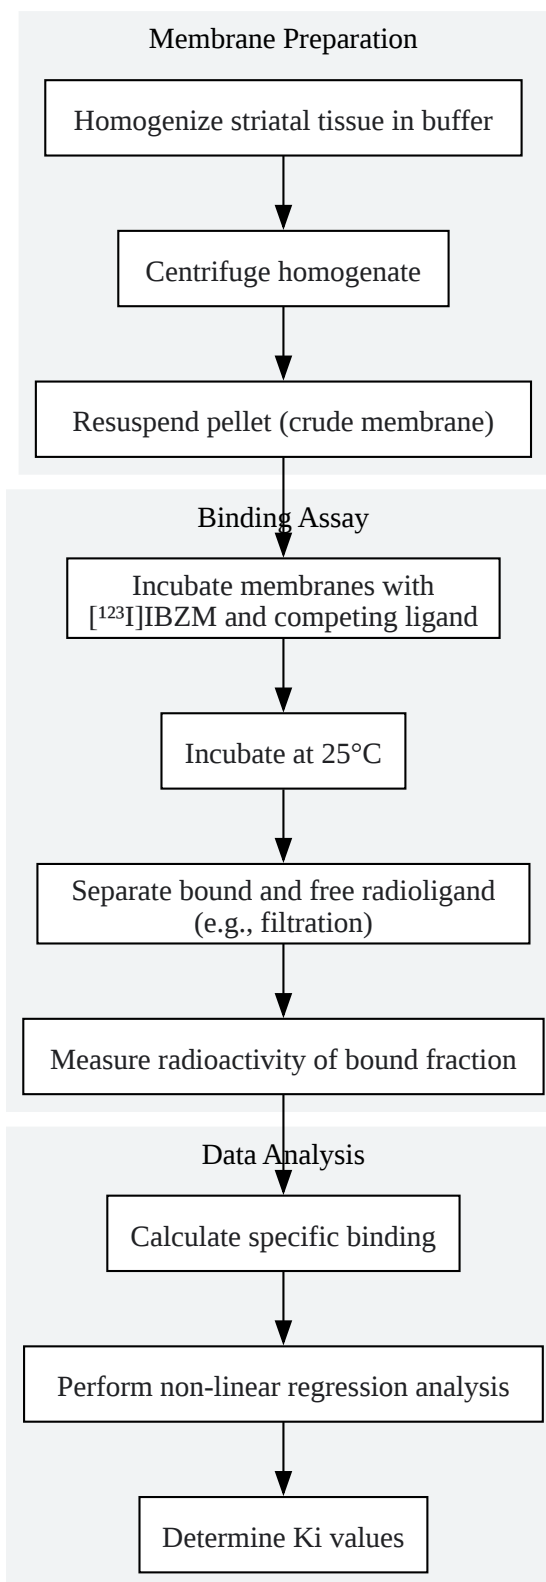 Membrane Preparation
Homogenize striatal tissue in buffer
Centrifuge homogenate
Resuspend pellet (crude membrane)
Binding Assay
Incubate membranes with
[¹²³I]IBZM and competing ligand
Incubate at 25°C
Separate bound and free radioligand
(e.g., filtration)
Measure radioactivity of bound fraction
Data Analysis
Calculate specific binding
Perform non-linear regression analysis
Determine Ki values